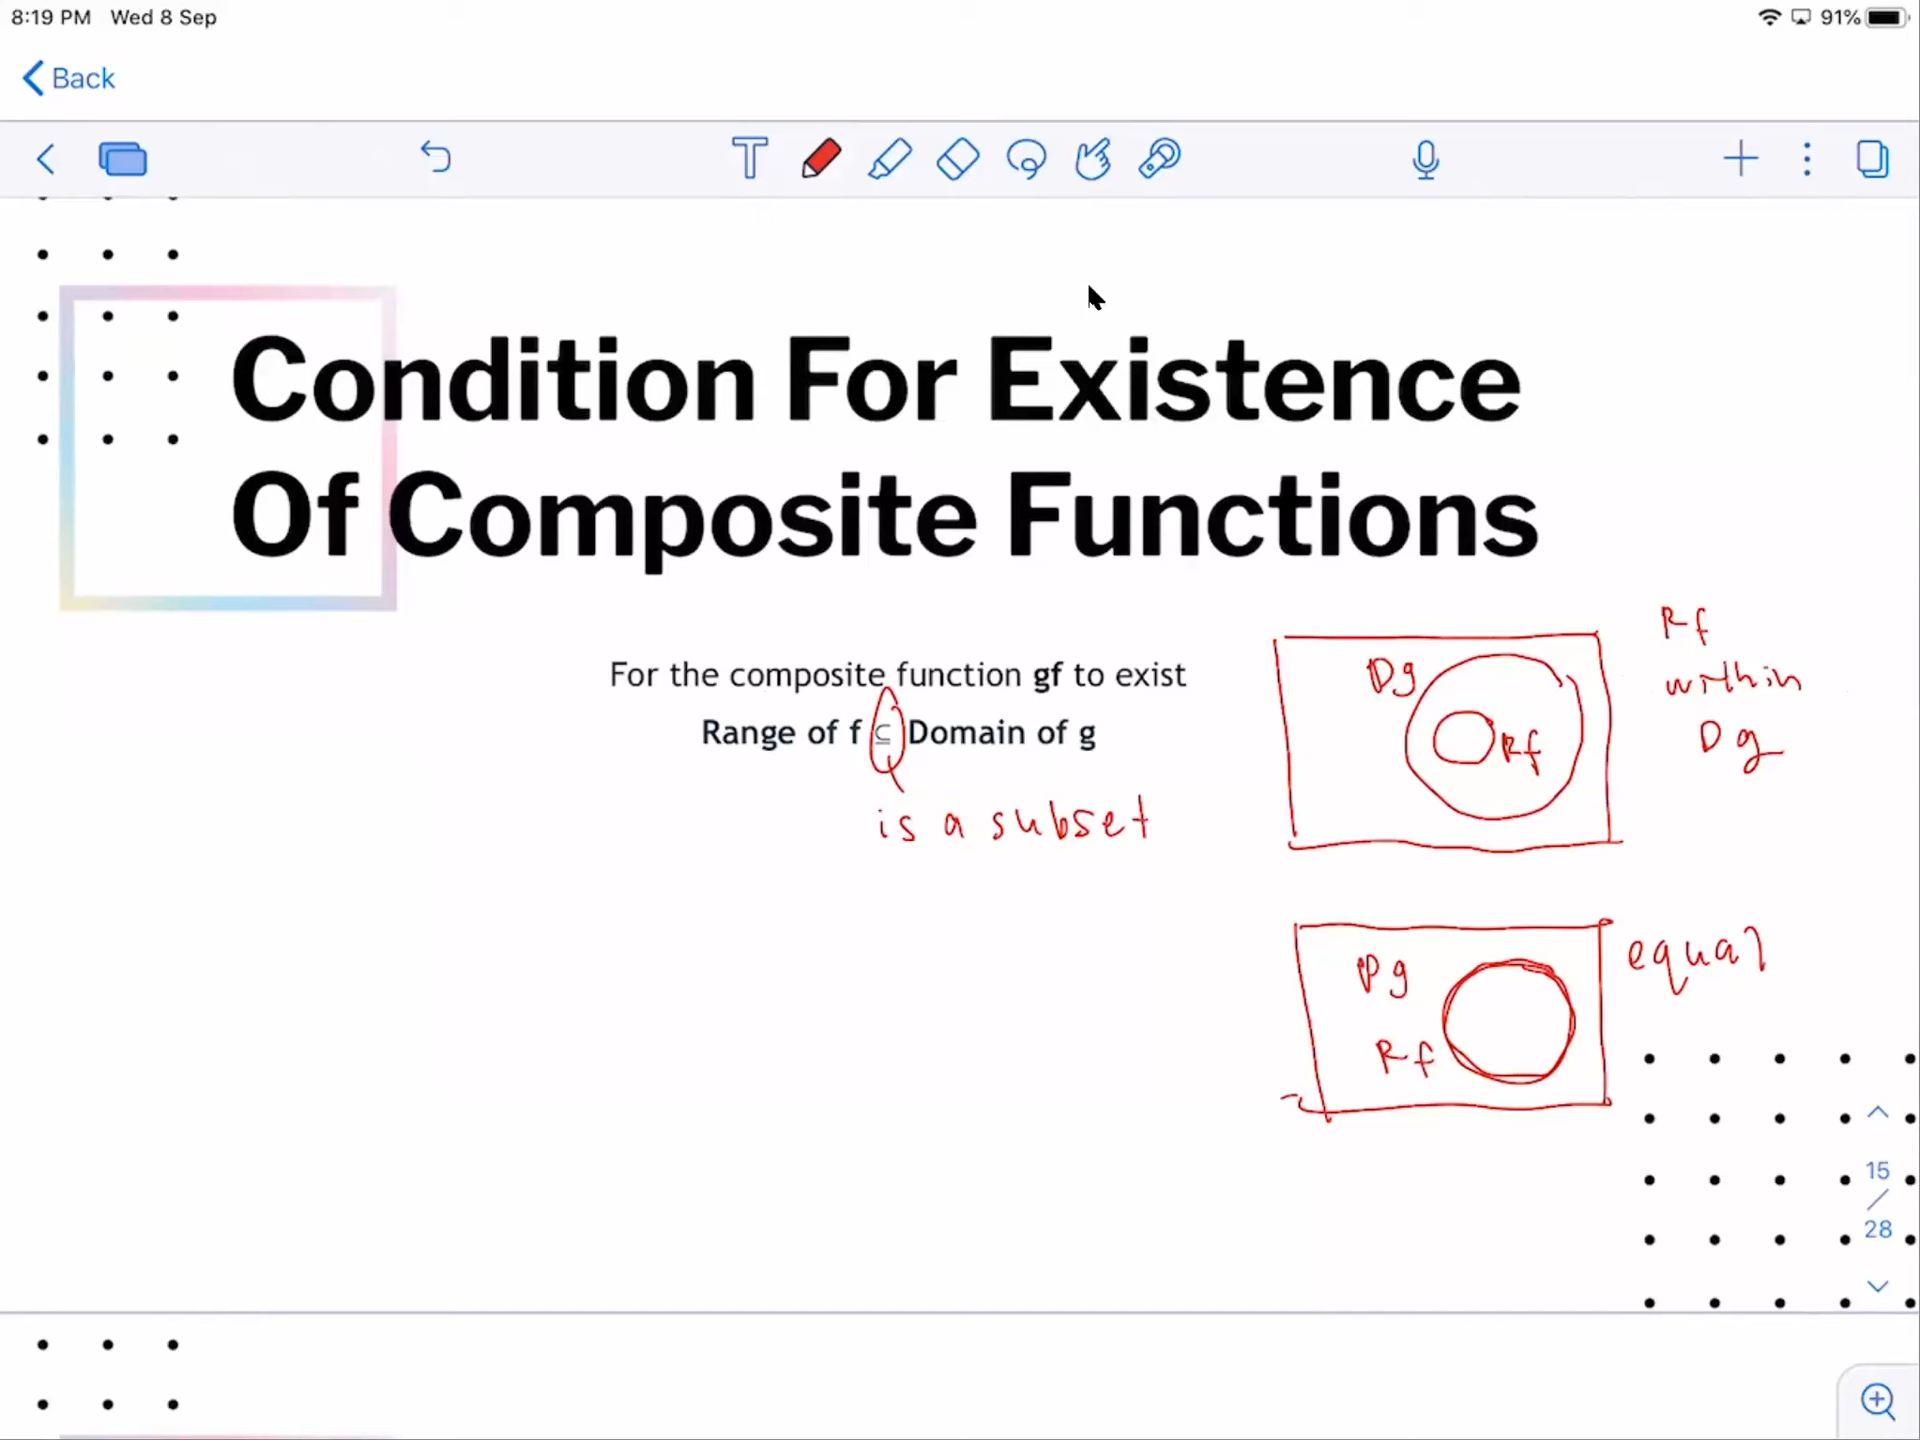 8:19 PM Wed 8 Sep
91%
Back
Condition For Existence
Of Composite Functions
For the composite function gf to exist
Range of f ⊆ Domain of g
is a subset
Dg
Rf
Rf
within
Dg
Dg
Rf
equal
15
/
28